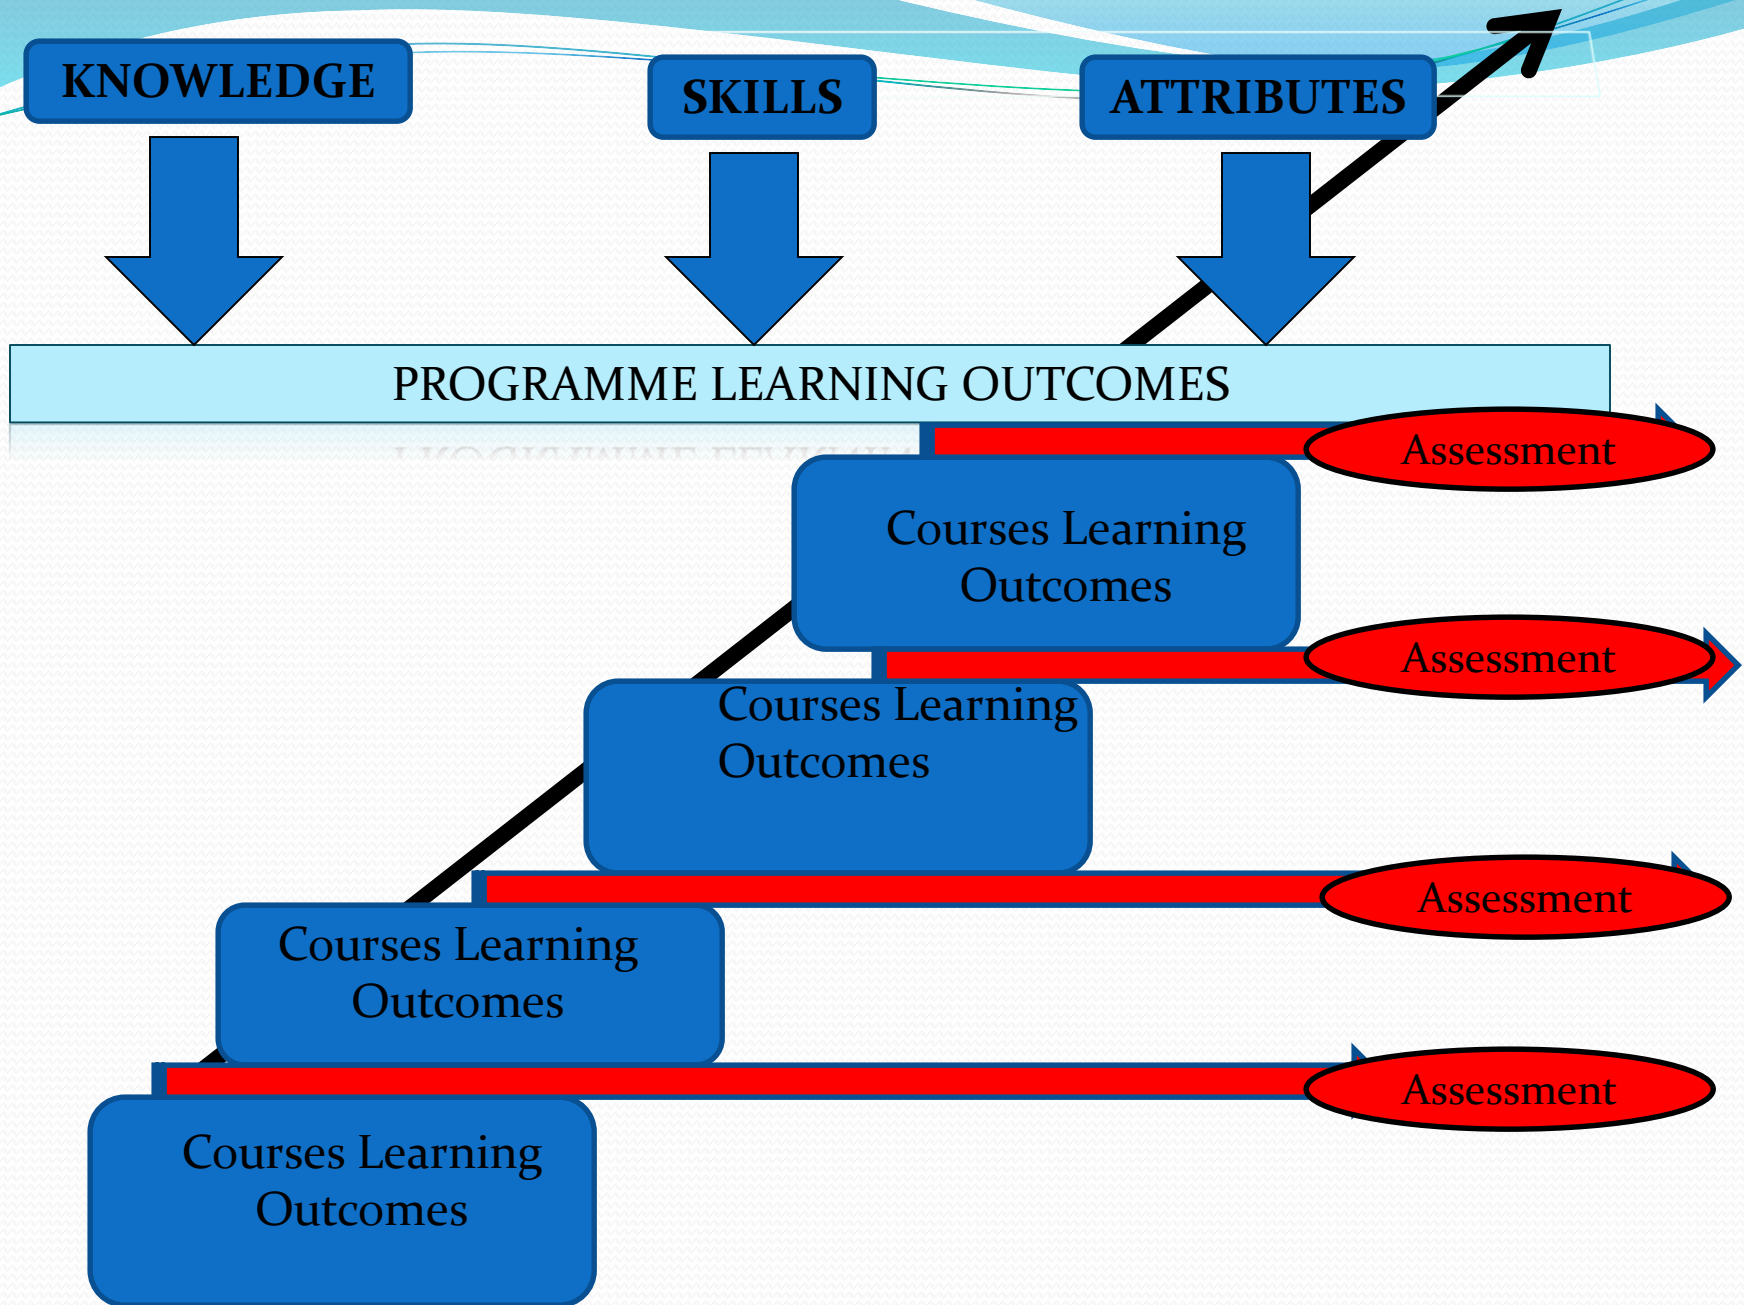 KNOWLEDGE
SKILLS
ATTRIBUTES
PROGRAMME LEARNING OUTCOMES
Assessment
Courses Learning
Outcomes
Assessment
Courses Learning
Outcomes
Assessment
Courses Learning
Outcomes
Assessment
Courses Learning
Outcomes